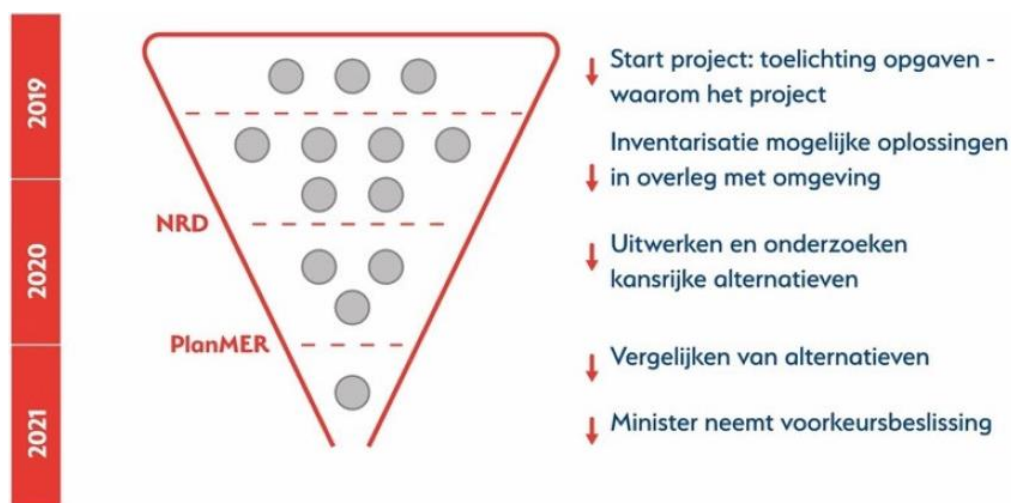 2019
Start project: toelichting opgaven -
waarom het project
Inventarisatie mogelijke oplossingen
in overleg met omgeving
NRD
2020
Uitwerken en onderzoeken
kansrijke alternatieven
PlanMER
Vergelijken van alternatieven
2021
Minister neemt voorkeursbeslissing